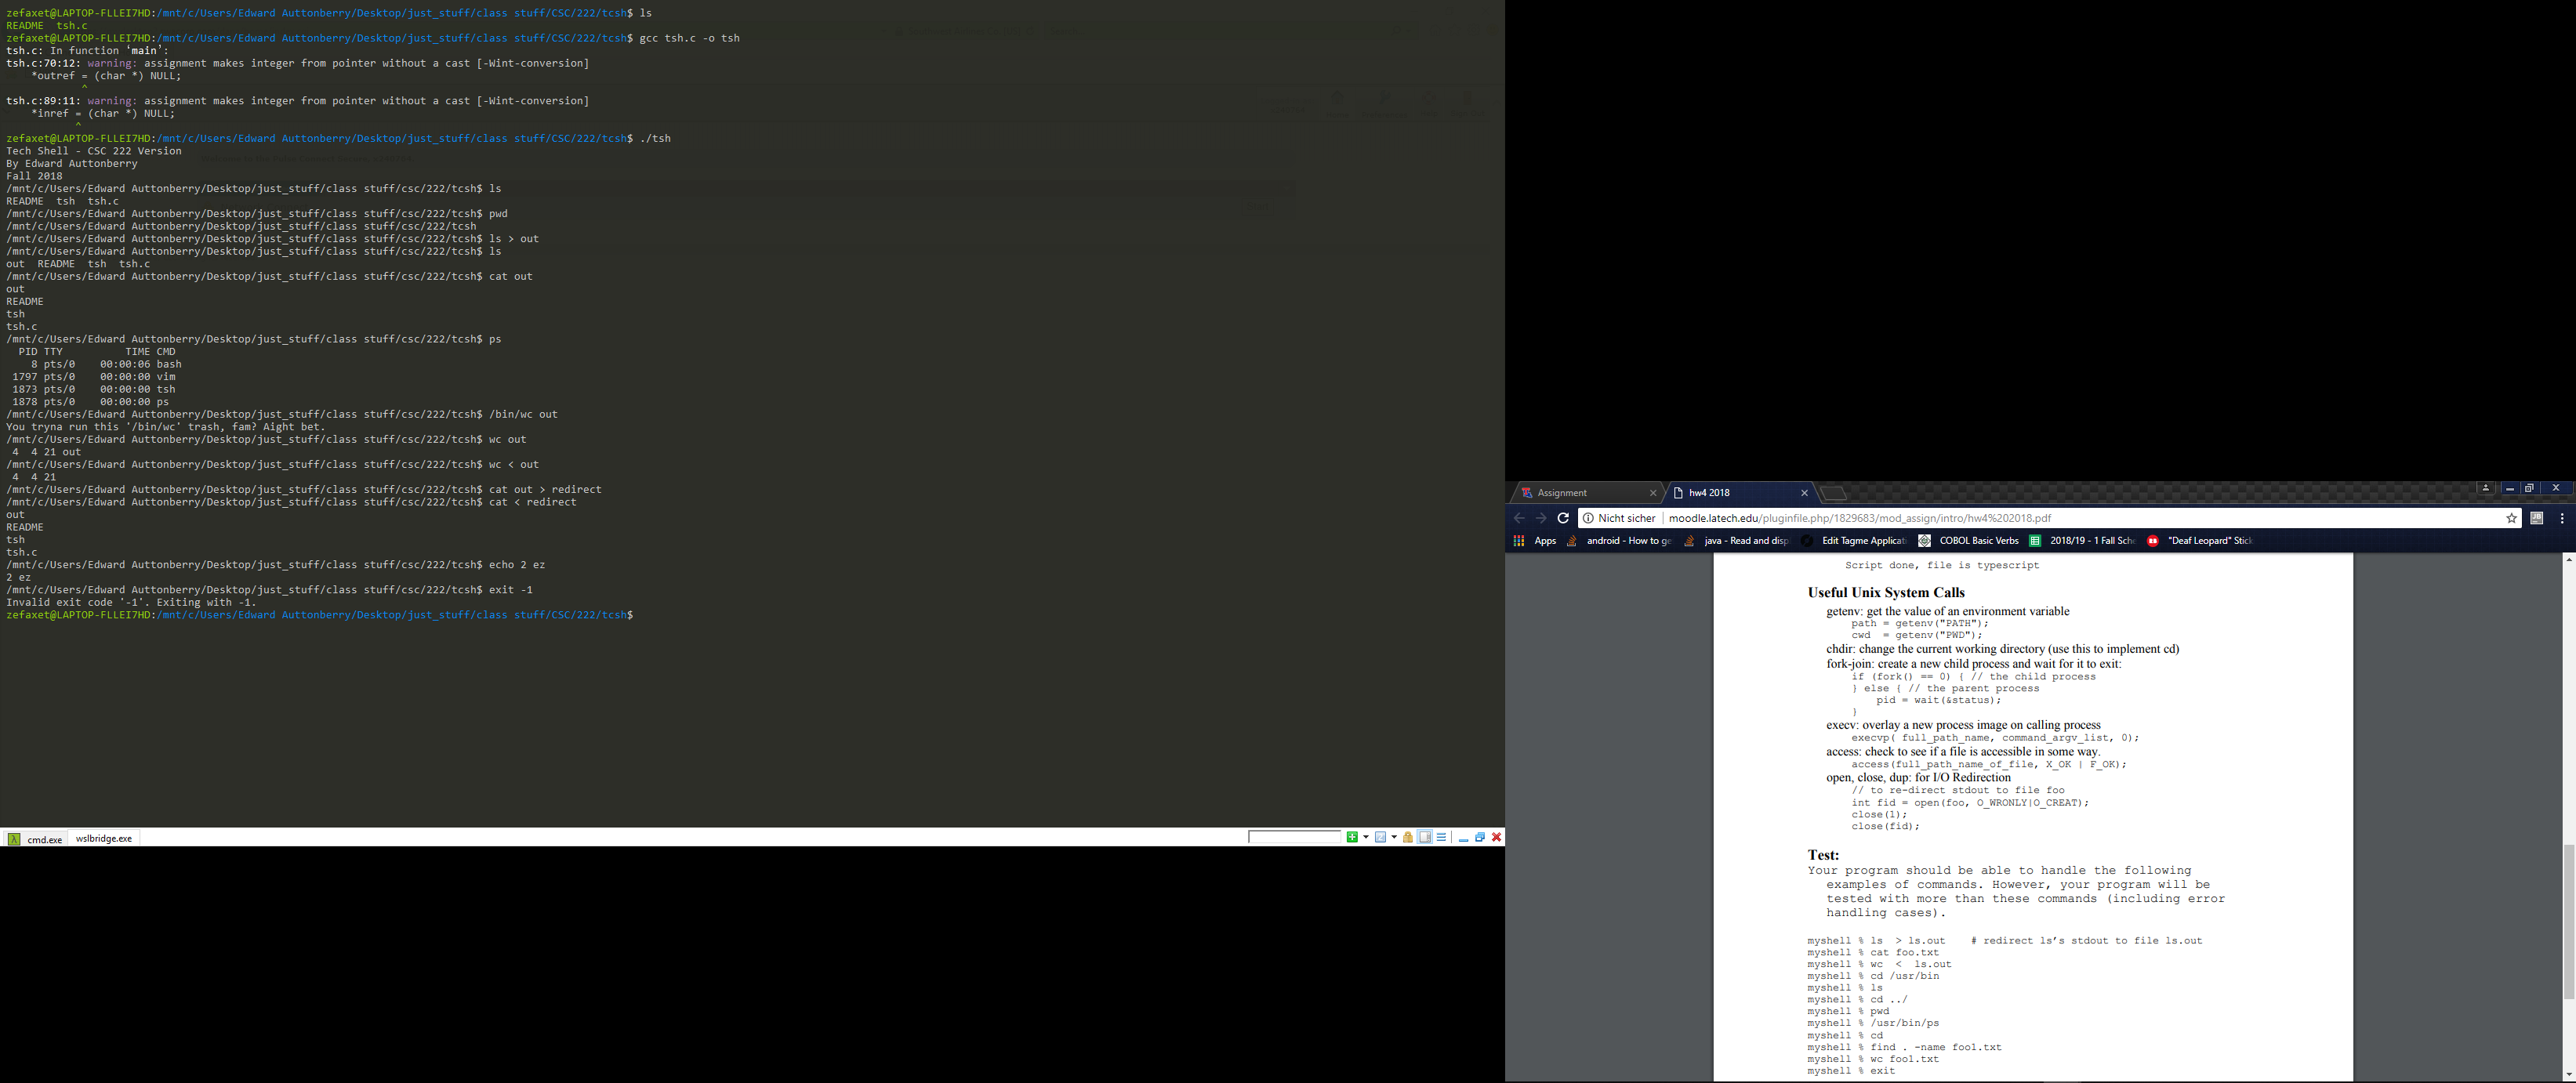 zefaxet@LAPTOP-FLLEI7HD:/mnt/c/Users/Edward Auttonberry/Desktop/just_stuff/class stuff/CSC/222/tcsh$ ls
README  tsh.c
zefaxet@LAPTOP-FLLEI7HD:/mnt/c/Users/Edward Auttonberry/Desktop/just_stuff/class stuff/CSC/222/tcsh$ gcc tsh.c -o tsh
tsh.c: In function ‘main’:
tsh.c:70:12: warning: assignment makes integer from pointer without a cast [-Wint-conversion]
    *outref = (char *) NULL;
            ^
tsh.c:89:11: warning: assignment makes integer from pointer without a cast [-Wint-conversion]
    *inref = (char *) NULL;
           ^
zefaxet@LAPTOP-FLLEI7HD:/mnt/c/Users/Edward Auttonberry/Desktop/just_stuff/class stuff/CSC/222/tcsh$ ./tsh
Tech Shell - CSC 222 Version
By Edward Auttonberry
Fall 2018
/mnt/c/Users/Edward Auttonberry/Desktop/just_stuff/class stuff/csc/222/tcsh$ ls
README  tsh  tsh.c
/mnt/c/Users/Edward Auttonberry/Desktop/just_stuff/class stuff/csc/222/tcsh$ pwd
/mnt/c/Users/Edward Auttonberry/Desktop/just_stuff/class stuff/csc/222/tcsh
/mnt/c/Users/Edward Auttonberry/Desktop/just_stuff/class stuff/csc/222/tcsh$ ls > out
/mnt/c/Users/Edward Auttonberry/Desktop/just_stuff/class stuff/csc/222/tcsh$ ls
out  README  tsh  tsh.c
/mnt/c/Users/Edward Auttonberry/Desktop/just_stuff/class stuff/csc/222/tcsh$ cat out
out
README
tsh
tsh.c
/mnt/c/Users/Edward Auttonberry/Desktop/just_stuff/class stuff/csc/222/tcsh$ ps
  PID TTY          TIME CMD
    8 pts/0    00:00:06 bash
 1797 pts/0    00:00:00 vim
 1873 pts/0    00:00:00 tsh
 1878 pts/0    00:00:00 ps
/mnt/c/Users/Edward Auttonberry/Desktop/just_stuff/class stuff/csc/222/tcsh$ /bin/wc out
You tryna run this '/bin/wc' trash, fam? Aight bet.
/mnt/c/Users/Edward Auttonberry/Desktop/just_stuff/class stuff/csc/222/tcsh$ wc out
 4  4 21 out
/mnt/c/Users/Edward Auttonberry/Desktop/just_stuff/class stuff/csc/222/tcsh$ wc < out
 4  4 21
/mnt/c/Users/Edward Auttonberry/Desktop/just_stuff/class stuff/csc/222/tcsh$ cat out > redirect
/mnt/c/Users/Edward Auttonberry/Desktop/just_stuff/class stuff/csc/222/tcsh$ cat < redirect
out
README
tsh
tsh.c
/mnt/c/Users/Edward Auttonberry/Desktop/just_stuff/class stuff/csc/222/tcsh$ echo 2 ez
2 ez
/mnt/c/Users/Edward Auttonberry/Desktop/just_stuff/class stuff/csc/222/tcsh$ exit -1
Invalid exit code '-1'. Exiting with -1.
zefaxet@LAPTOP-FLLEI7HD:/mnt/c/Users/Edward Auttonberry/Desktop/just_stuff/class stuff/CSC/222/tcsh$
cmd.exe  wslbridge.exe
Assignment  hw4 2018
Nicht sicher | moodle.latech.edu/pluginfile.php/1829683/mod_assign/intro/hw4%202018.pdf
Apps  android - How to ge  java - Read and disp  Edit Tagme Applicati  COBOL Basic Verbs  2018/19 - 1 Fall Sche  "Deaf Leopard" Stick
Script done, file is typescript
Useful Unix System Calls
getenv: get the value of an environment variable
path = getenv("PATH");
cwd  = getenv("PWD");
chdir: change the current working directory (use this to implement cd)
fork-join: create a new child process and wait for it to exit:
if (fork() == 0) { // the child process
} else { // the parent process
    pid = wait(&status);
}
execv: overlay a new process image on calling process
execvp( full_path_name, command_argv_list, 0);
access: check to see if a file is accessible in some way.
access(full_path_name_of_file, X_OK | F_OK);
open, close, dup: for I/O Redirection
// to re-direct stdout to file foo
int fid = open(foo, O_WRONLY|O_CREAT);
close(1);
close(fid);
Test:
Your program should be able to handle the following
examples of commands. However, your program will be
tested with more than these commands (including error
handling cases).
myshell % ls  > ls.out    # redirect ls’s stdout to file ls.out
myshell % cat foo.txt
myshell % wc  <  ls.out
myshell % cd /usr/bin
myshell % ls
myshell % cd ../
myshell % pwd
myshell % /usr/bin/ps
myshell % cd
myshell % find . -name foo1.txt
myshell % wc foo1.txt
myshell % exit